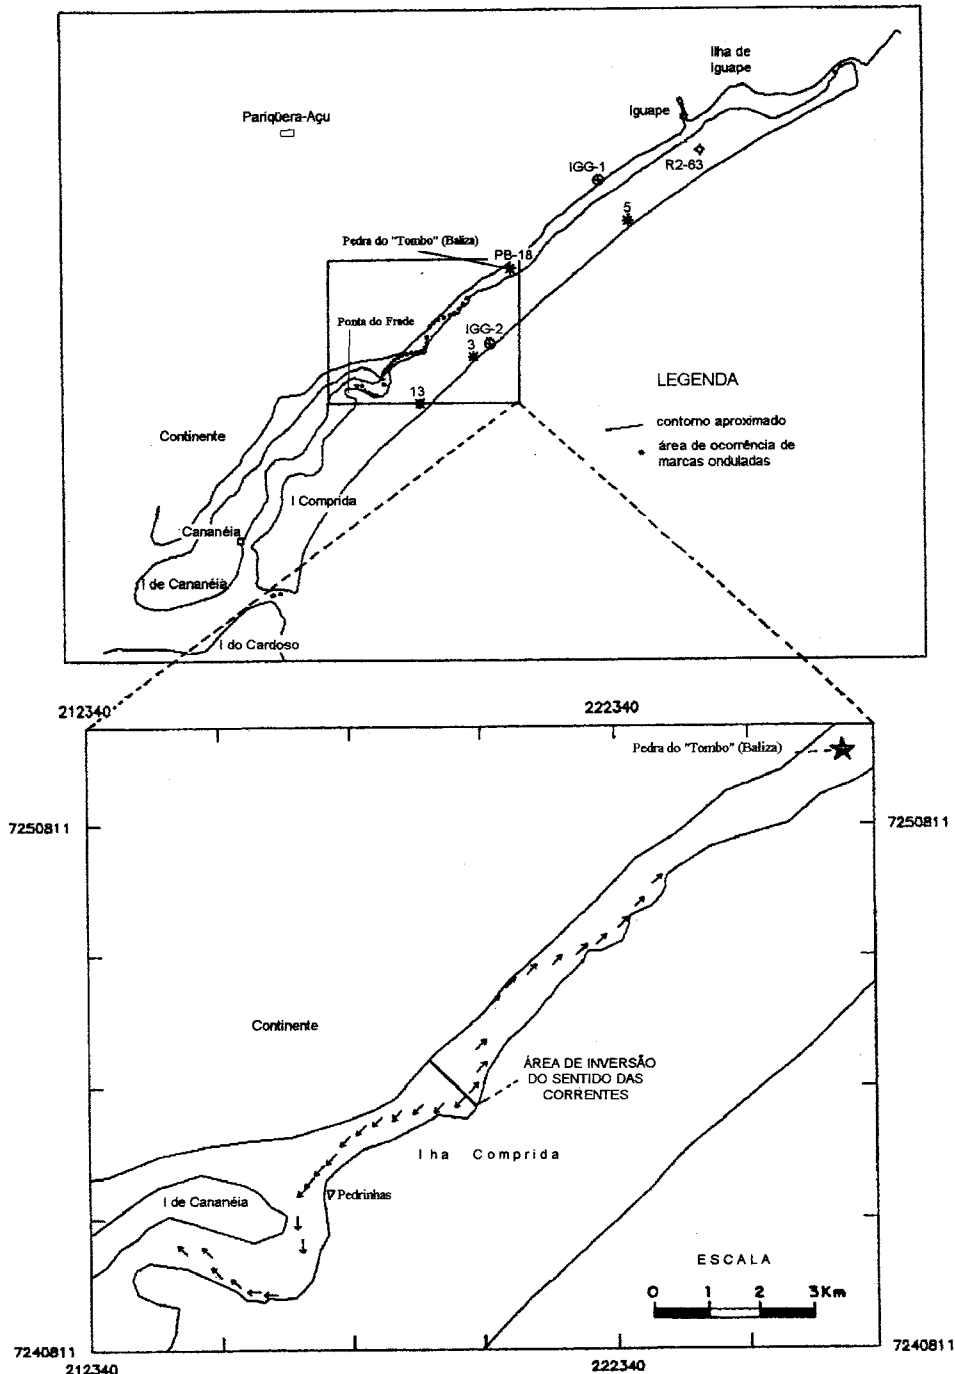 Ilha de
Iguape
Iguape
Pariqüera-Açu
R2-63
IGG-1
5
Pedra do "Tombo" (Baliza)
PB-18
Ponta do Frade
IGG-2
3
13
LEGENDA
contorno aproximado
área de ocorrência de
marcas onduladas
Continente
I Comprida
Cananéia
I de Cananéia
I do Cardoso
212340
222340
Pedra do "Tombo" (Baliza)
7250811
7250811
Continente
ÁREA DE INVERSÃO
DO SENTIDO DAS
CORRENTES
I ha Comprida
I de Cananéia
Pedrinhas
ESCALA
0 1 2 3Km
7240811
7240811
212340
222340